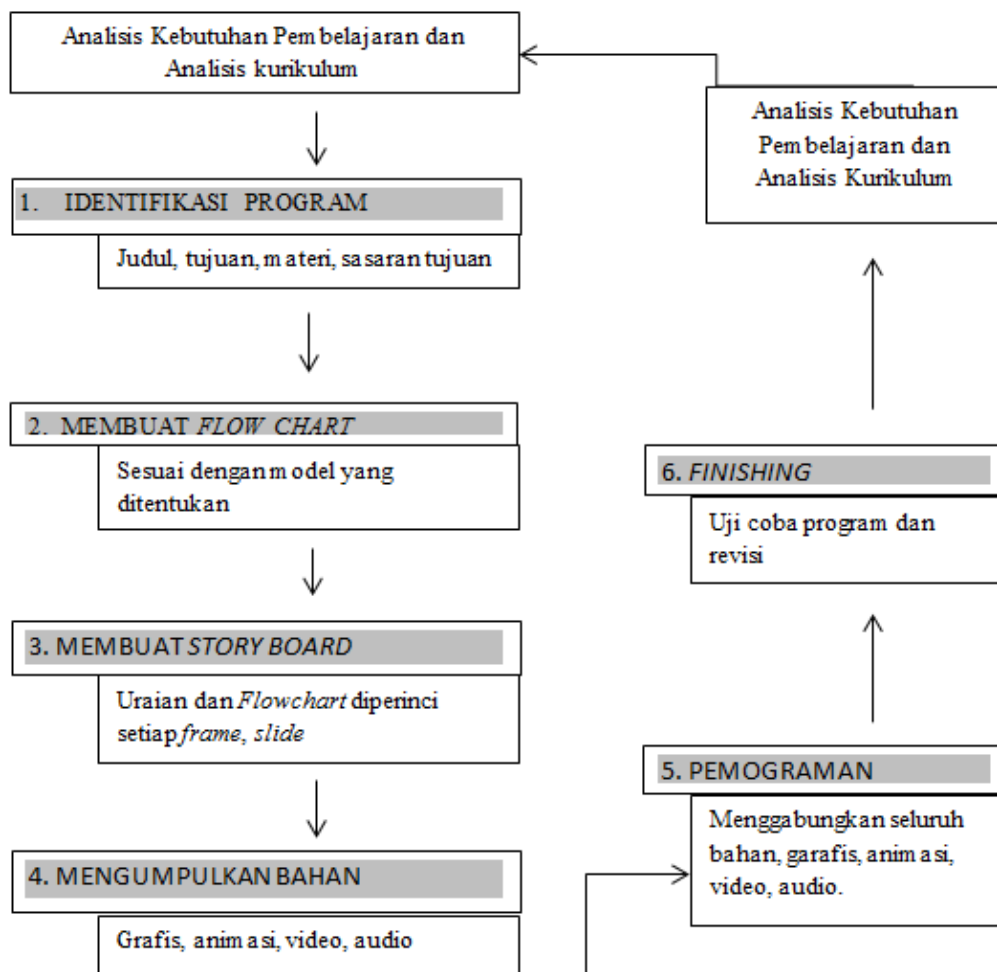 Analisis Kebutuhan Pembelajaran dan
Analisis kurikulum
1. IDENTIFIKASI PROGRAM
Judul, tujuan, materi, sasaran tujuan
2. MEMBUAT FLOW CHART
Sesuai dengan model yang
ditentukan
3. MEMBUAT STORY BOARD
Uraian dan Flowchart diperinci
setiap frame, slide
4. MENGUMPULKAN BAHAN
Grafis, animasi, video, audio
5. PEMOGRAMAN
Menggabungkan seluruh
bahan, garafis, animasi,
video, audio.
6. FINISHING
Uji coba program dan
revisi
Analisis Kebutuhan
Pembelajaran dan
Analisis Kurikulum